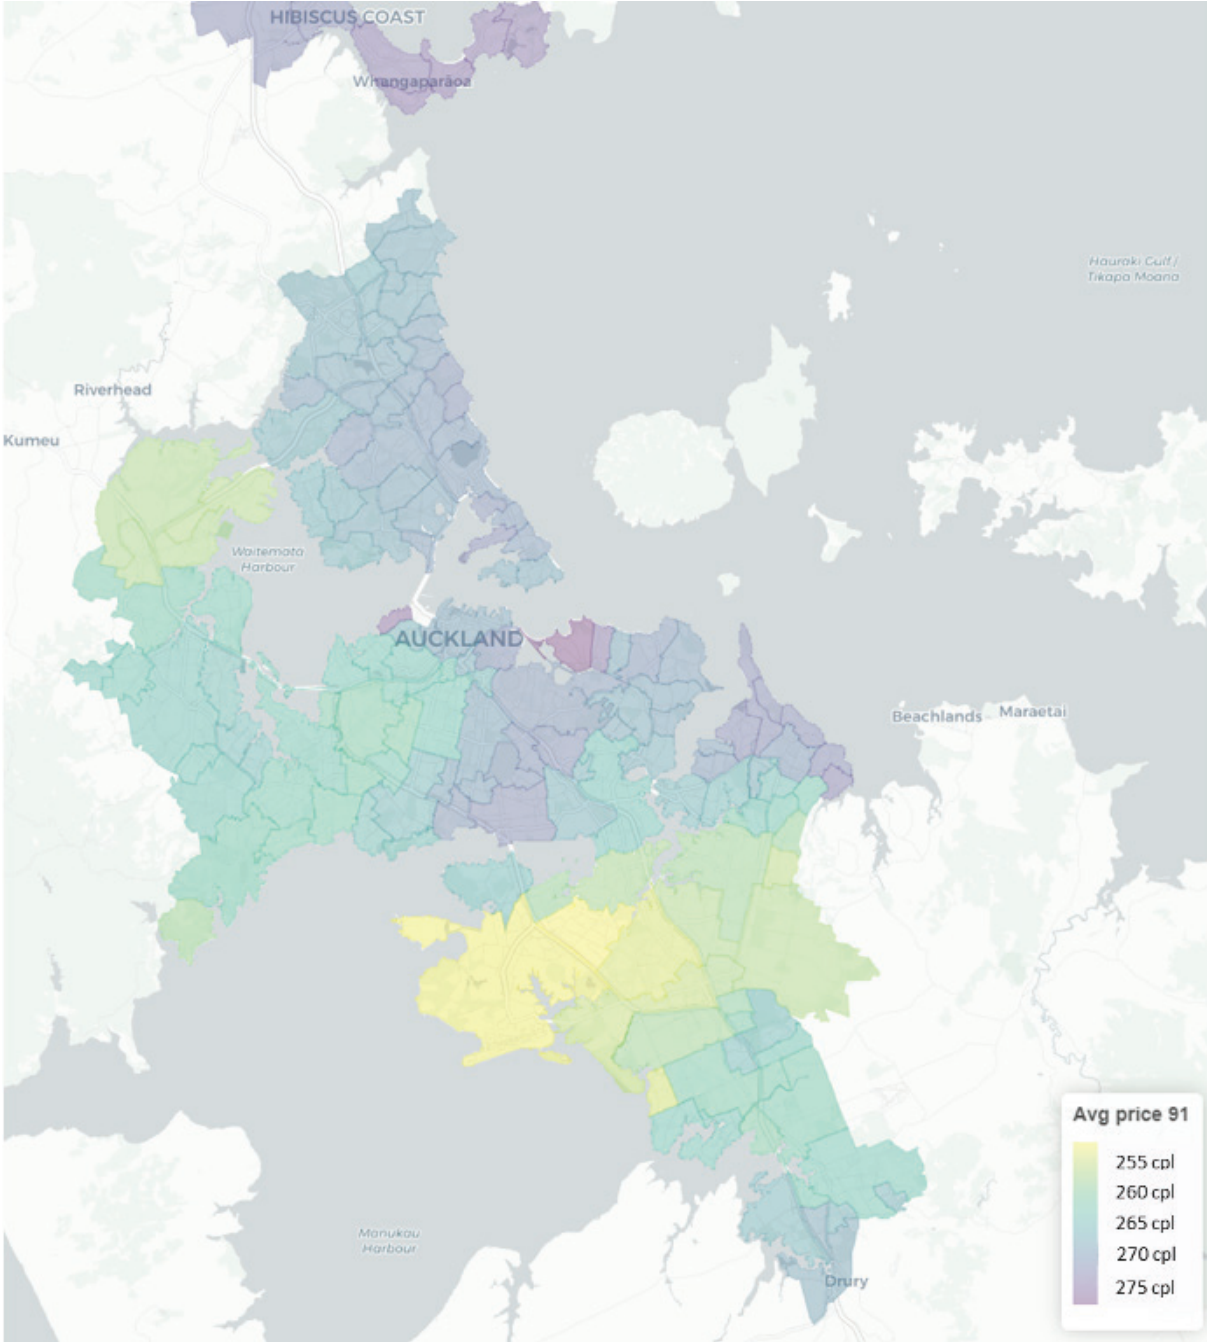 HIBISCUS COAST
Whangaparāoa
Hauraki Gulf /
Tīkapa Moana
Riverhead
Kumeu
Waitematā
Harbour
AUCKLAND
Beachlands
Maraetai
Manukau
Harbour
Drury
Avg price 91
255 cpl
260 cpl
265 cpl
270 cpl
275 cpl